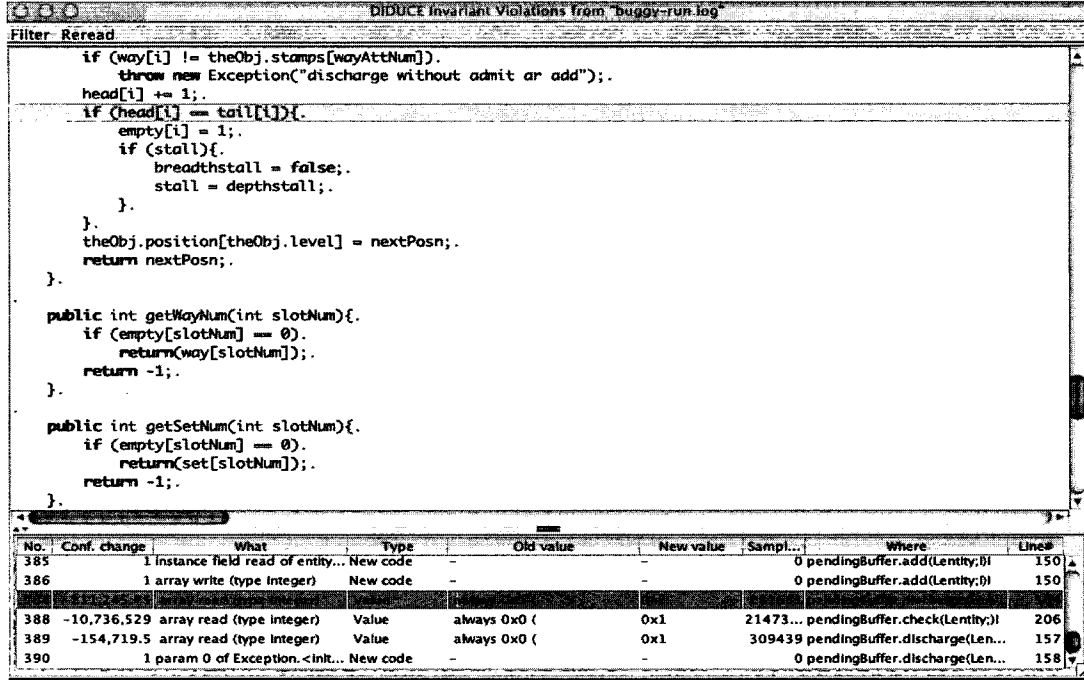 DIDUCE Invariant Violations from "buggy-run.log"
Filter Reread
if (way[i] != theObj.stamps[wayAttNum]).
throw new Exception("discharge without admit ar add");.
head[i] += 1;.
if (head[i] == tail[i]){.
empty[i] = 1;.
if (stall){.
breadthstall = false;.
stall = depthstall;.
}.
}.
theObj.position[theObj.level] = nextPosn;.
return nextPosn;.
}.
.
public int getWayNum(int slotNum){.
if (empty[slotNum] == 0).
return(way[slotNum]);.
return -1;.
}.
.
public int getSetNum(int slotNum){.
if (empty[slotNum] == 0).
return(set[slotNum]);.
return -1;.
}.
No. Conf. change What Type Old value New value Sampl... Where Line#
385 1 instance field read of entity... New code – – 0 pendingBuffer.add(Lentity;I)I 150
386 1 array write (type integer) New code – – 0 pendingBuffer.add(Lentity;I)I 150
388 -10,736,529 array read (type integer) Value always 0x0 ( 0x1 21473... pendingBuffer.check(Lentity;)I 206
389 -154,719.5 array read (type integer) Value always 0x0 ( 0x1 309439 pendingBuffer.discharge(Len... 157
390 1 param 0 of Exception.<init... New code – – 0 pendingBuffer.discharge(Len... 158